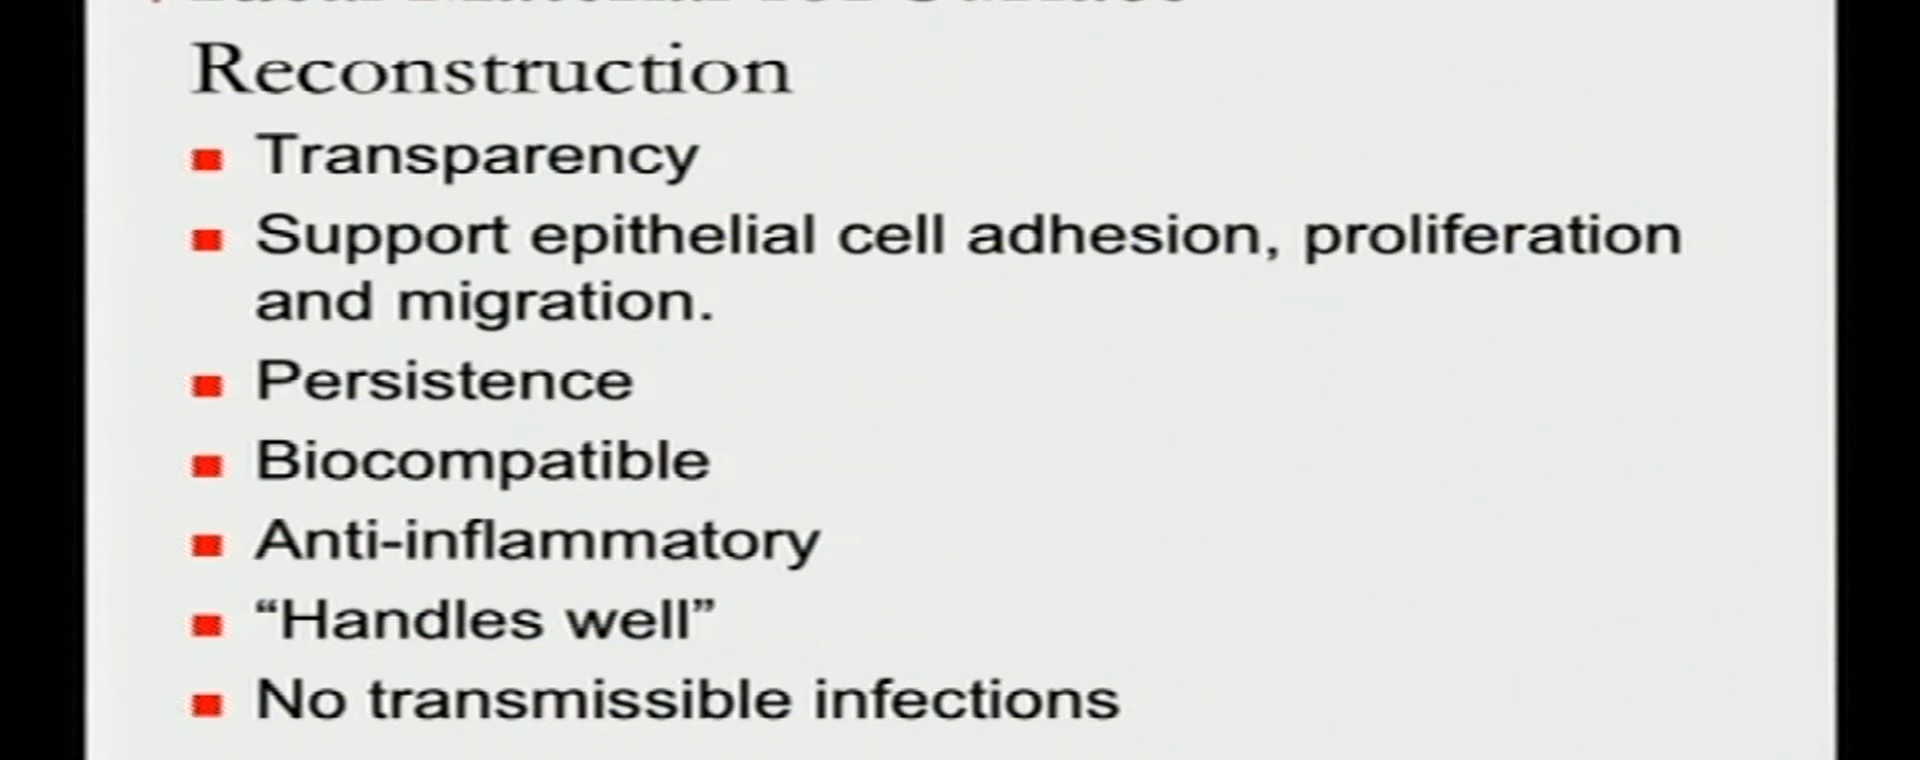 Reconstruction
Transparency
Support epithelial cell adhesion, proliferation
and migration.
Persistence
Biocompatible
Anti-inflammatory
“Handles well”
No transmissible infections